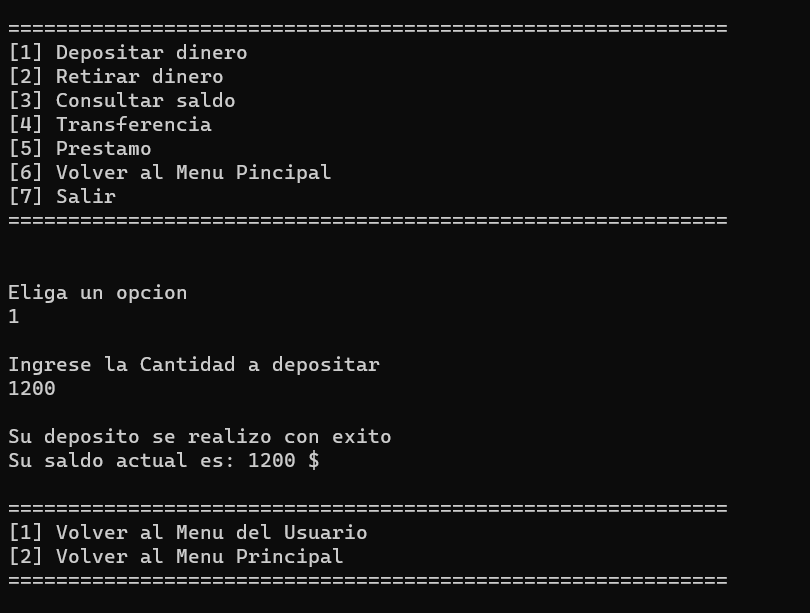 ============================================================
[1] Depositar dinero
[2] Retirar dinero
[3] Consultar saldo
[4] Transferencia
[5] Prestamo
[6] Volver al Menu Pincipal
[7] Salir
============================================================
Eliga un opcion
1
Ingrese la Cantidad a depositar
1200
Su deposito se realizo con exito
Su saldo actual es: 1200 $
============================================================
[1] Volver al Menu del Usuario
[2] Volver al Menu Principal
============================================================